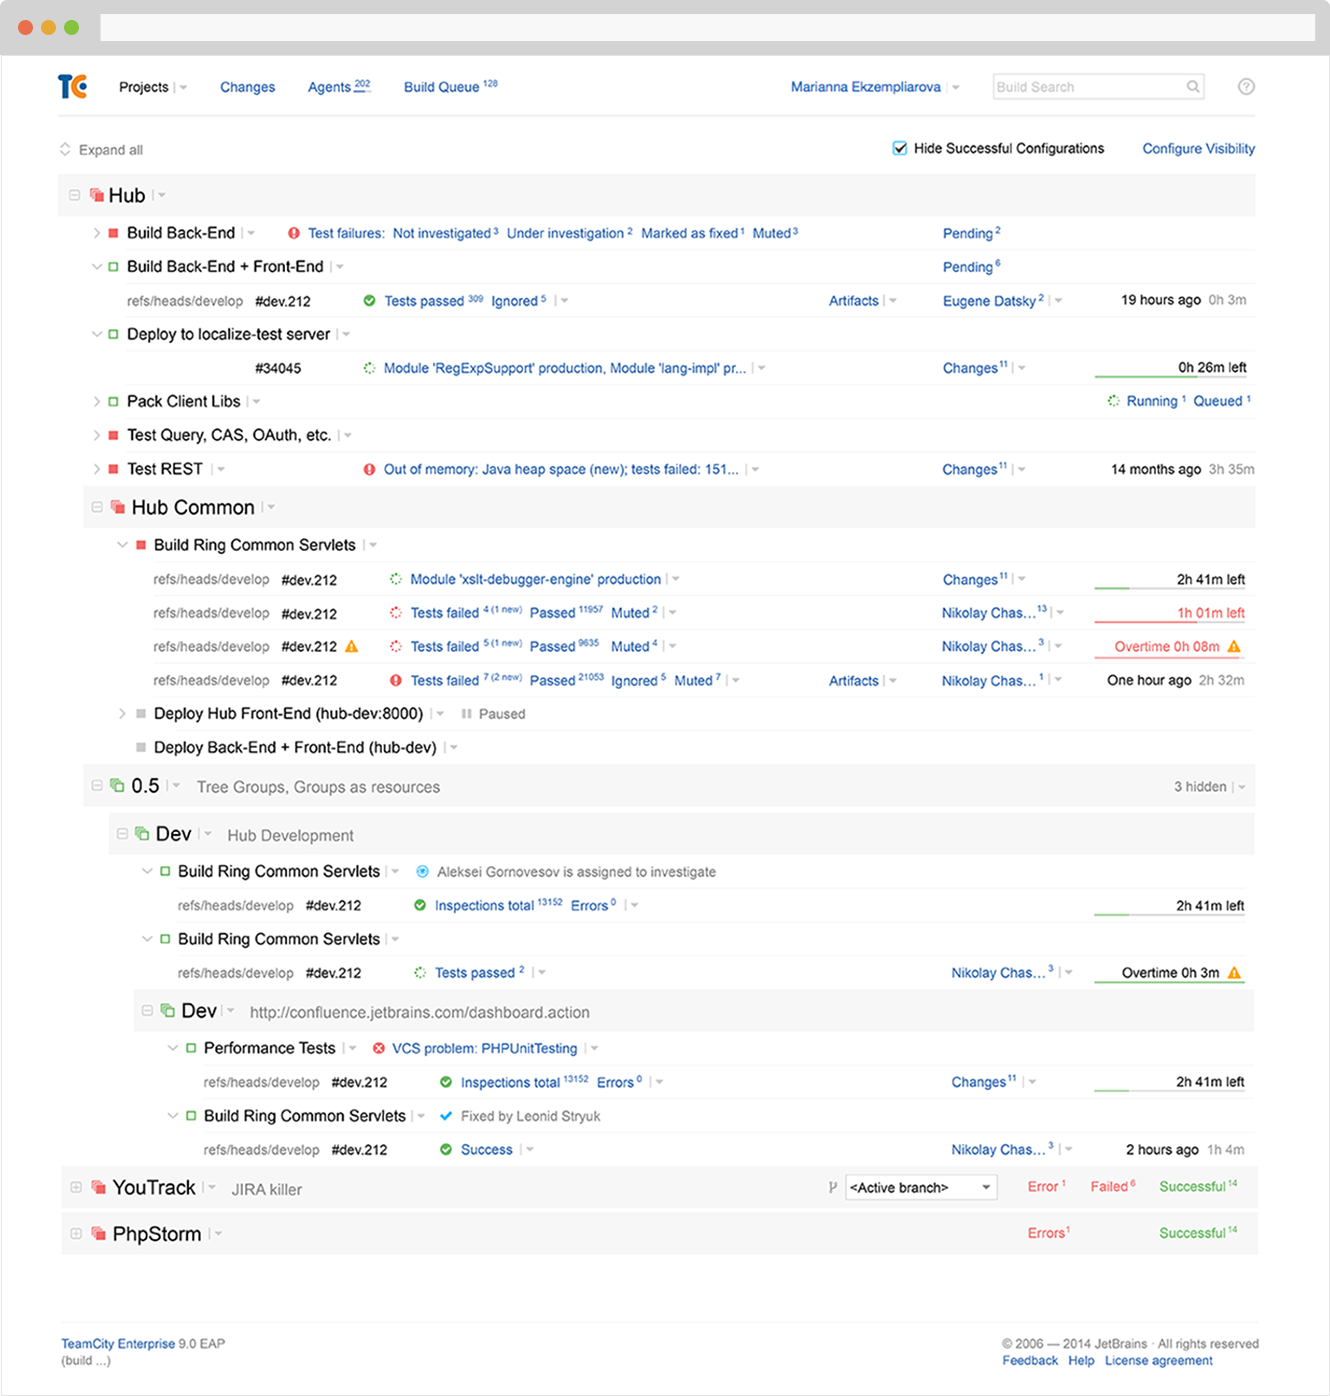 TC Projects Changes Agents 202 Build Queue 128 Marianna Ekzempliarova Build Search ?
Expand all Hide Successful Configurations Configure Visibility
Hub
Build Back-End Test failures: Not investigated 3 Under investigation 2 Marked as fixed 1 Muted 3 Pending 2
Build Back-End + Front-End Pending 6
refs/heads/develop #dev.212 Tests passed 309 Ignored 5 Artifacts Eugene Datsky 2 19 hours ago 0h 3m
Deploy to localize-test server
#34045 Module 'RegExpSupport' production, Module 'lang-impl' pr... Changes 11 0h 26m left
Pack Client Libs Running 1 Queued 1
Test Query, CAS, OAuth, etc.
Test REST Out of memory: Java heap space (new); tests failed: 151... Changes 11 14 months ago 3h 35m
Hub Common
Build Ring Common Servlets
refs/heads/develop #dev.212 Module 'xslt-debugger-engine' production Changes 11 2h 41m left
refs/heads/develop #dev.212 Tests failed 4 (1 new) Passed 11957 Muted 2 Nikolay Chas... 13 1h 01m left
refs/heads/develop #dev.212 Tests failed 5 (1 new) Passed 9635 Muted 4 Nikolay Chas... 3 Overtime 0h 08m
refs/heads/develop #dev.212 Tests failed 7 (2 new) Passed 21053 Ignored 5 Muted 7 Artifacts Nikolay Chas... 1 One hour ago 2h 32m
Deploy Hub Front-End (hub-dev:8000) Paused
Deploy Back-End + Front-End (hub-dev)
0.5 Tree Groups, Groups as resources 3 hidden
Dev Hub Development
Build Ring Common Servlets Aleksei Gornovesov is assigned to investigate
refs/heads/develop #dev.212 Inspections total 13152 Errors 0 2h 41m left
Build Ring Common Servlets
refs/heads/develop #dev.212 Tests passed 2 Nikolay Chas... 3 Overtime 0h 3m
Dev http://confluence.jetbrains.com/dashboard.action
Performance Tests VCS problem: PHPUnitTesting
refs/heads/develop #dev.212 Inspections total 13152 Errors 0 Changes 11 2h 41m left
Build Ring Common Servlets Fixed by Leonid Stryuk
refs/heads/develop #dev.212 Success Nikolay Chas... 3 2 hours ago 1h 4m
YouTrack JIRA killer <Active branch> Error 1 Failed 6 Successful 14
PhpStorm Errors 1 Successful 14
TeamCity Enterprise 9.0 EAP © 2006 — 2014 JetBrains · All rights reserved
(build ...) Feedback Help License agreement